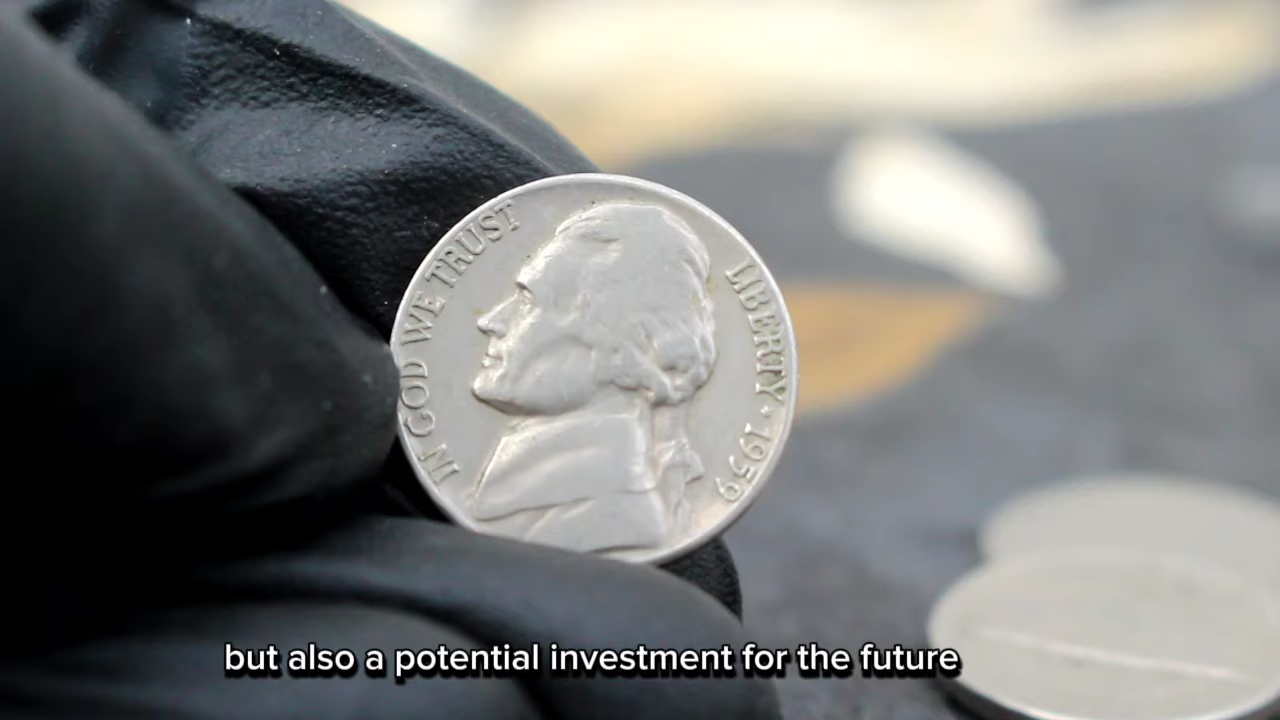 IN GOD WE TRUST
LIBERTY ★ 1959
but also a potential investment for the future